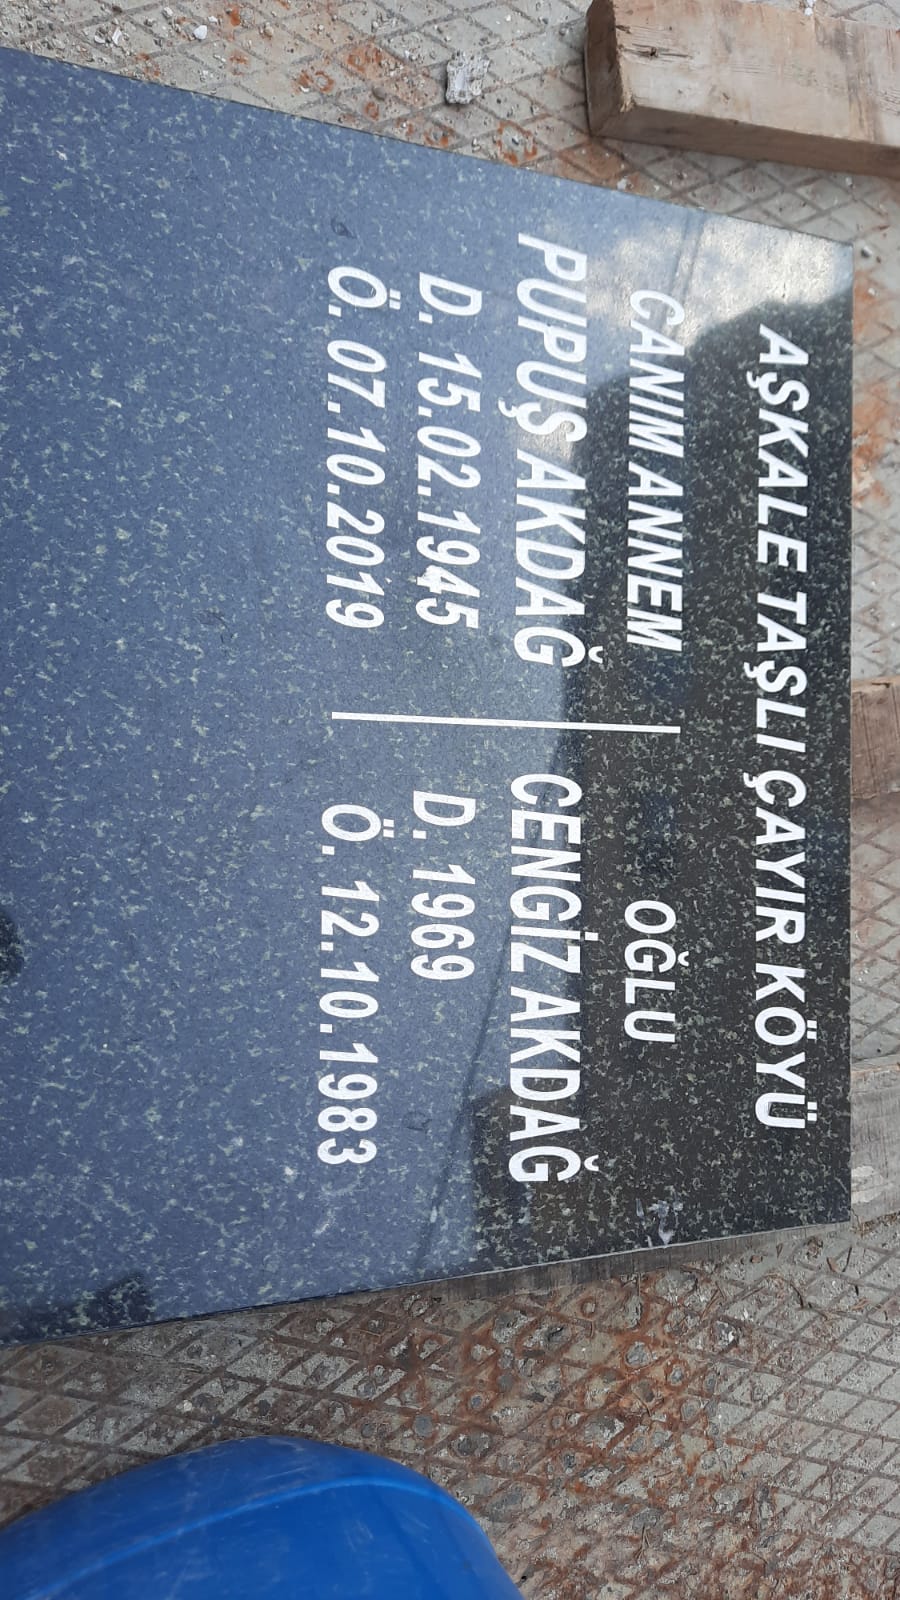 AŞKALE TAŞLI ÇAYIR KÖYÜ
CANIM ANNEM
PUPUŞ AKDAĞ
D. 15.02.1945
Ö. 07.10.2019
OĞLU
CENGİZ AKDAĞ
D. 1969
Ö. 12.10.1983